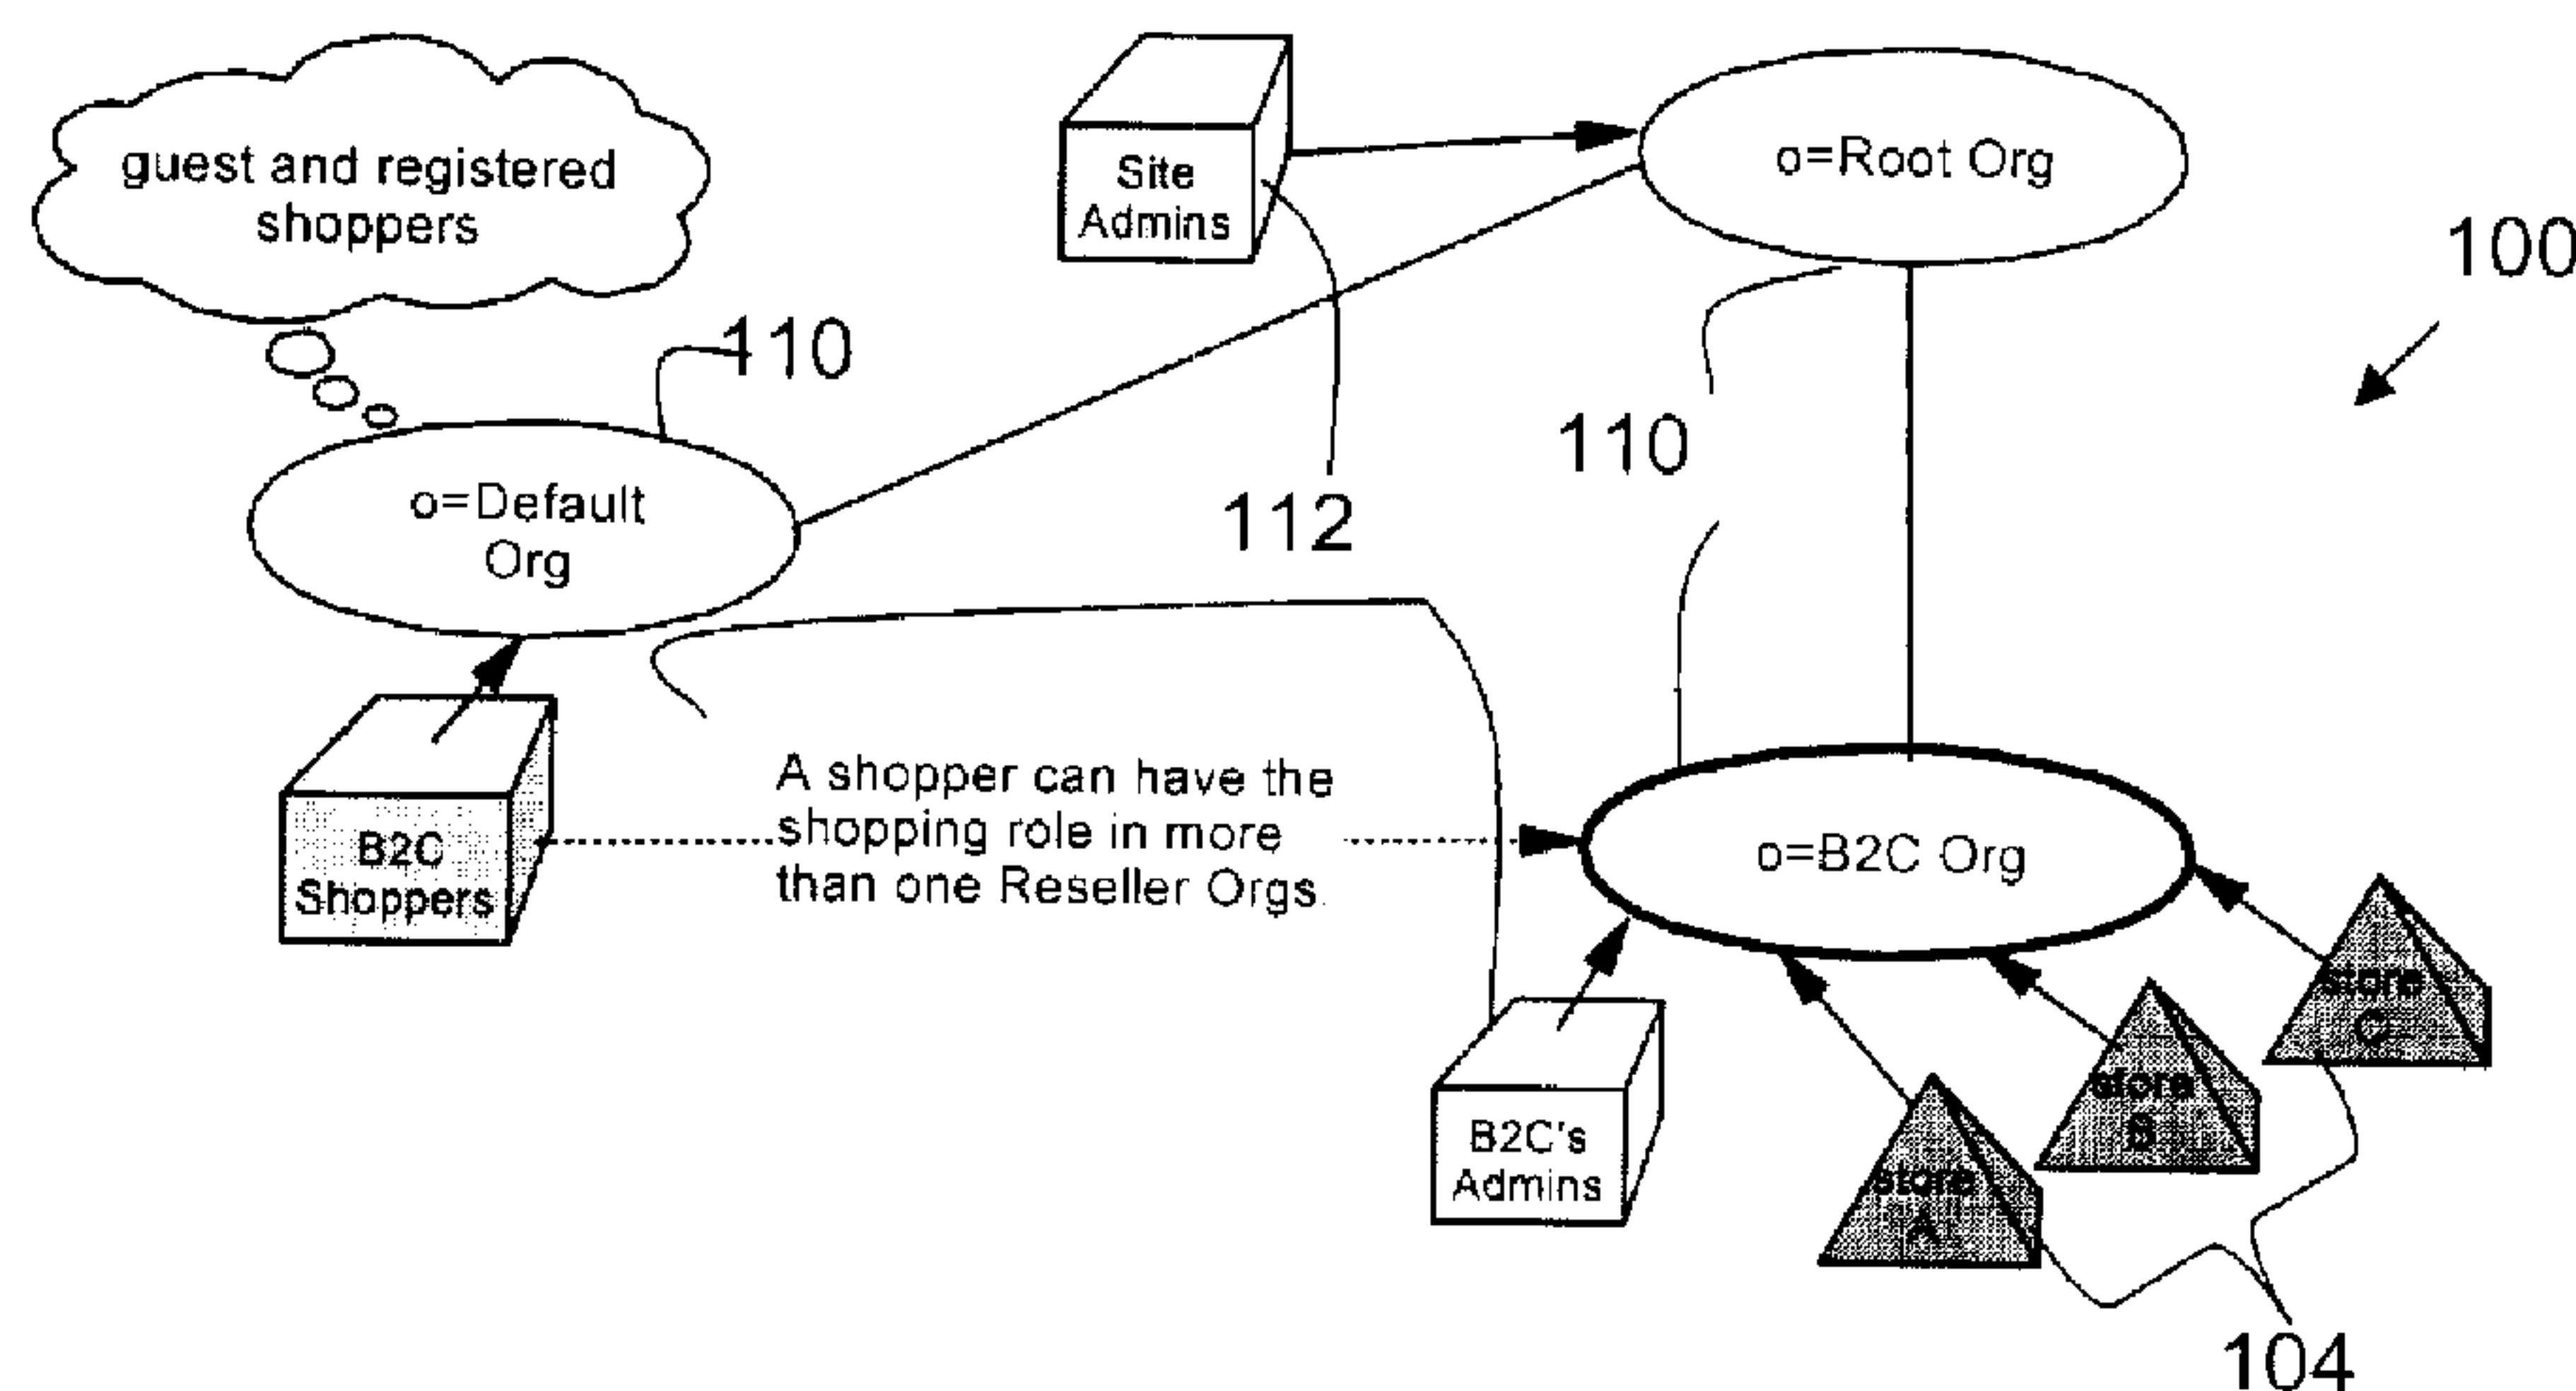 guest and registered
shoppers
Site
Admins
o=Root Org
100
110
110
112
o=Default
Org
A shopper can have the
shopping role in more
than one Reseller Orgs.
B2C
Shoppers
o=B2C Org
store
C
store
B
store
A
B2C's
Admins
104